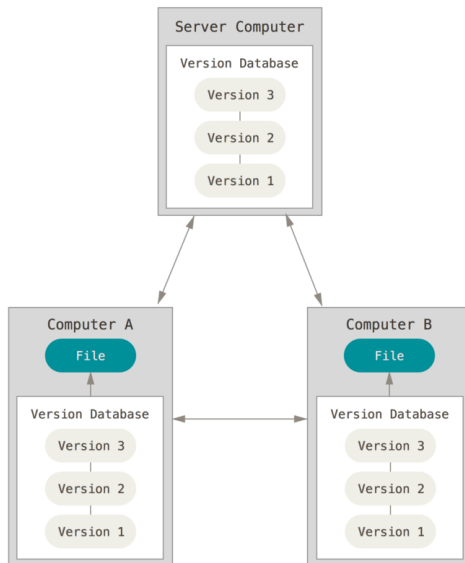 Server Computer
Version Database
Version 3
Version 2
Version 1
Computer A
File
Version Database
Version 3
Version 2
Version 1
Computer B
File
Version Database
Version 3
Version 2
Version 1